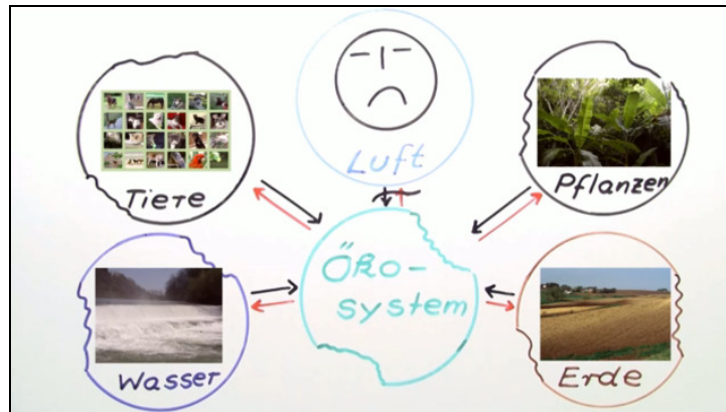 Luft
Tiere
Pflanzen
Öko-
system
Wasser
Erde